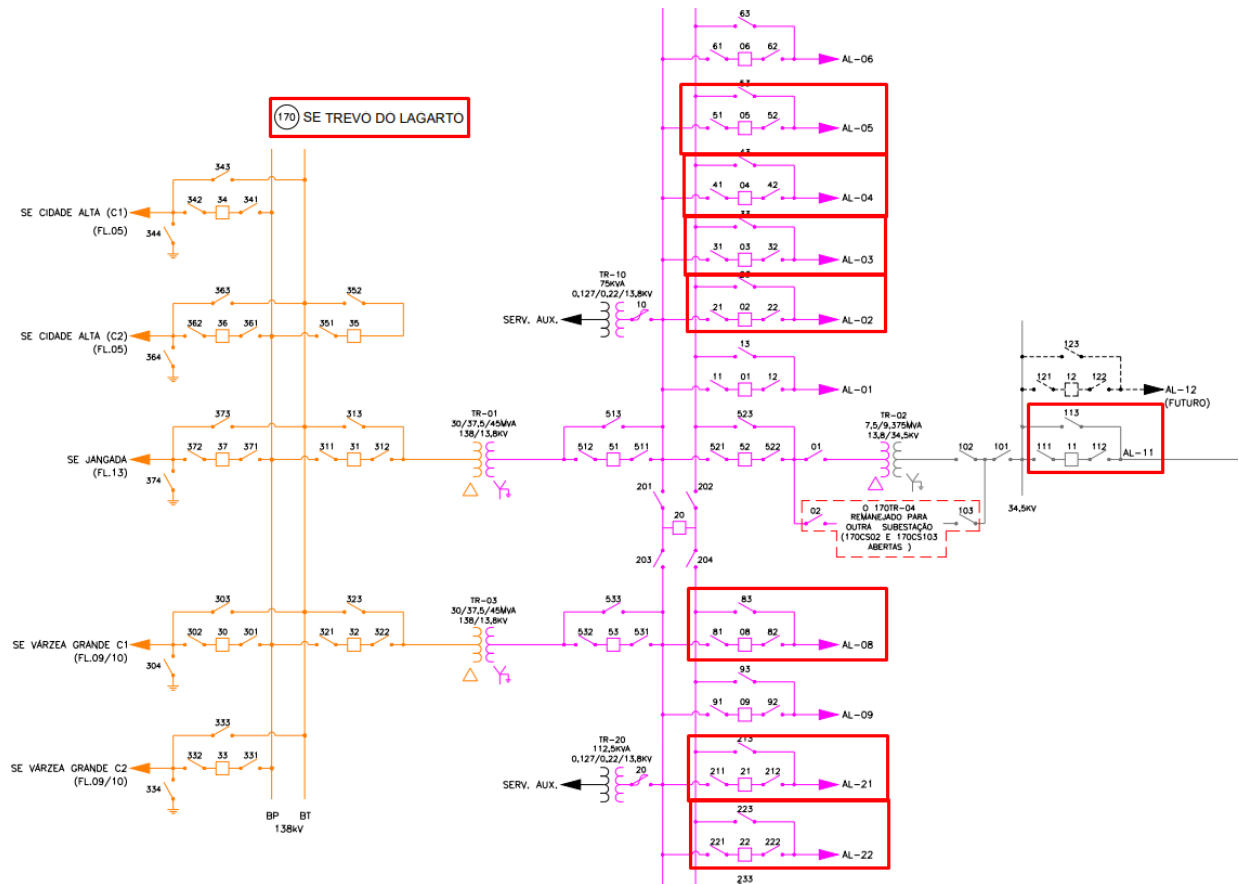 63
61 06 62
AL-06
53
51 05 52
AL-05
170 SE TREVO DO LAGARTO
343
342 34 341
SE CIDADE ALTA (C1)
(FL.05)
344
43
41 04 42
AL-04
33
31 03 32
AL-03
TR-10
75KVA
0,127/0,22/13,8KV
10
SERV. AUX.
21 02 22
AL-02
363 352
362 36 361 351 35
SE CIDADE ALTA (C2)
(FL.05)
364
13
11 01 12
AL-01
123
121 12 122
AL-12
(FUTURO)
373 313
372 37 371 311 31 312
SE JANGADA
(FL.13)
374
TR-01
30/37,5/45MVA
138/13,8KV
513
512 51 511
523
521 52 522
01
TR-02
7,5/9,375MVA
13,8/34,5KV
102 101
113
111 11 112
AL-11
34,5KV
201 202
20
203 204
02
O 170TR-04
REMANEJADO PARA
OUTRA SUBESTAÇÃO
(170CS02 E 170CS103
ABERTAS )
103
303 323
302 30 301 321 32 322
SE VÁRZEA GRANDE C1
(FL.09/10)
304
TR-03
30/37,5/45MVA
138/13,8KV
533
532 53 531
83
81 08 82
AL-08
93
91 09 92
AL-09
333
332 33 331
SE VÁRZEA GRANDE C2
(FL.09/10)
334
TR-20
112,5KVA
0,127/0,22/13,8KV
20
SERV. AUX.
213
211 21 212
AL-21
223
221 22 222
AL-22
233
BP BT
138kV